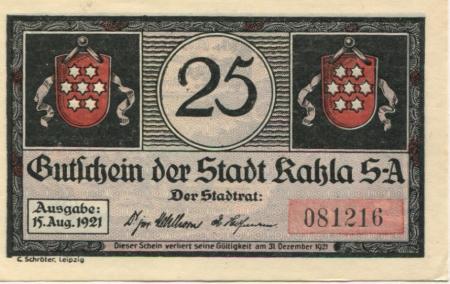 25
Gutschein der Stadt Kahla S-A
Der Stadtrat:
Ausgabe:
15. Aug. 1921
081216
Dieser Schein verliert seine Gültigkeit am 31. Dezember 1921
C. Schröter, Leipzig